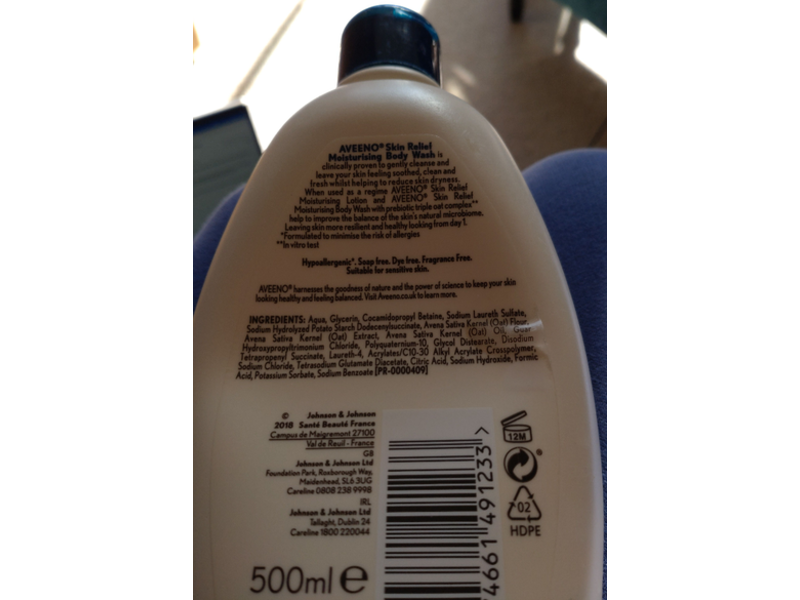 AVEENO® Skin Relief
Moisturising Body Wash is
clinically proven to gently cleanse and
leave your skin feeling soothed, clean and
fresh whilst helping to reduce skin dryness.
When used as a regime AVEENO® Skin Relief
Moisturising Lotion and AVEENO® Skin Relief
Moisturising Body Wash with prebiotic triple oat complex**
help to improve the balance of the skin's natural microbiome.
Leaving skin more resilient and healthy looking from day 1.
*Formulated to minimise the risk of allergies
**In vitro test
Hypoallergenic*. Soap free. Dye free. Fragrance Free.
Suitable for sensitive skin.
AVEENO® harnesses the goodness of nature and the power of science to keep your skin
looking healthy and feeling balanced. Visit Aveeno.co.uk to learn more.
INGREDIENTS: Aqua, Glycerin, Cocamidopropyl Betaine, Sodium Laureth Sulfate,
Sodium Hydrolyzed Potato Starch Dodecenylsuccinate, Avena Sativa Kernel (Oat) Flour,
Avena Sativa Kernel (Oat) Extract, Avena Sativa Kernel (Oat) Oil, Guar
Hydroxypropyltrimonium Chloride, Polyquaternium-10, Glycol Distearate, Disodium
Tetrapropenyl Succinate, Laureth-4, Acrylates/C10-30 Alkyl Acrylate Crosspolymer,
Sodium Chloride, Tetrasodium Glutamate Diacetate, Citric Acid, Sodium Hydroxide, Formic
Acid, Potassium Sorbate, Sodium Benzoate [PR-0000409]
© Johnson & Johnson
2018 Santé Beauté France
Campus de Maigremont 27100
Val de Reuil - France
GB
Johnson & Johnson Ltd
Foundation Park, Roxborough Way,
Maidenhead, SL6 3UG
Careline 0808 238 9998
IRL
Johnson & Johnson Ltd
Tallaght, Dublin 24
Careline 1800 220044
500ml e
46661 491233 >
12M
02
HDPE